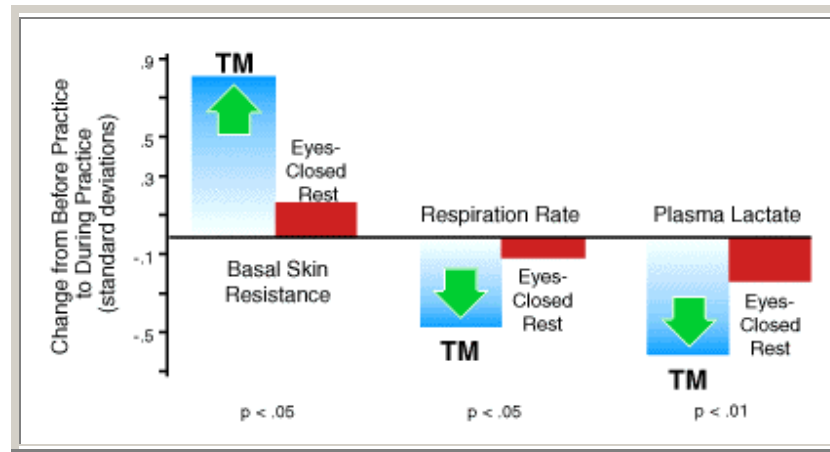 Change from Before Practice
to During Practice
(standard deviations)
.9
.5
.3
-.1
-.5
TM
Eyes-
Closed
Rest
Basal Skin
Resistance
p < .05
Respiration Rate
Eyes-
Closed
Rest
TM
p < .05
Plasma Lactate
Eyes-
Closed
Rest
TM
p < .01